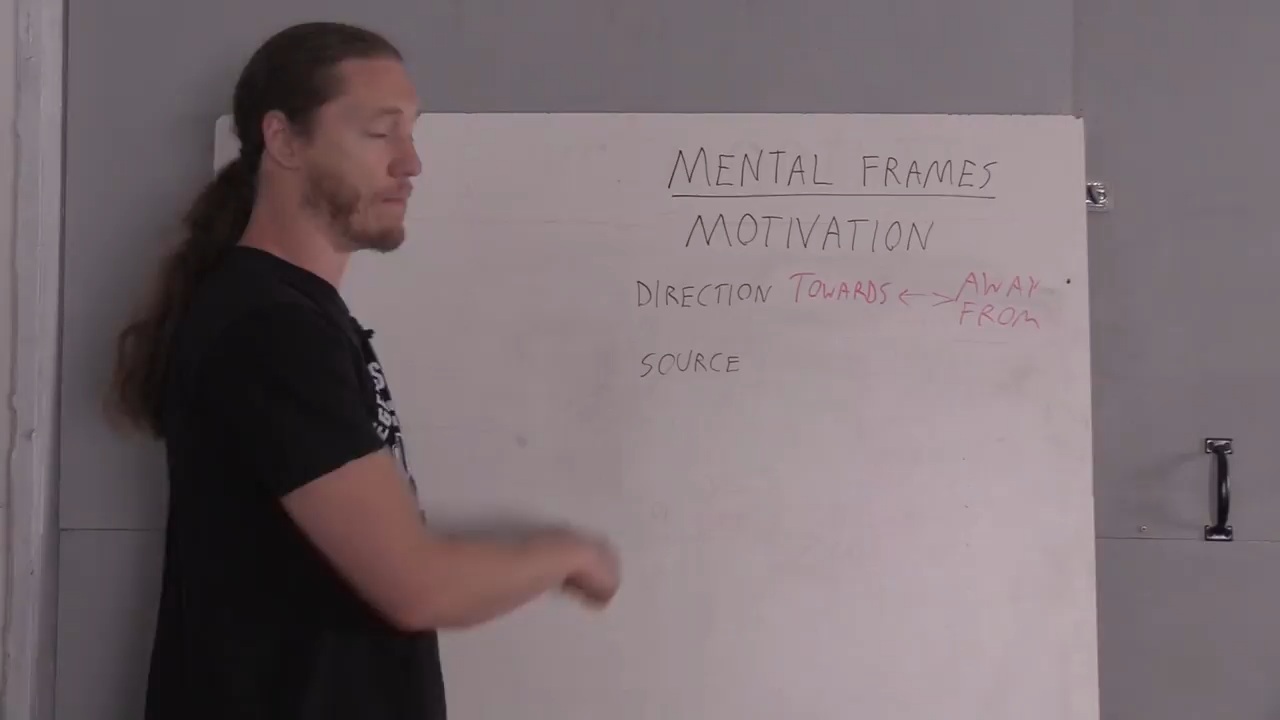 MENTAL FRAMES
MOTIVATION
DIRECTION TOWARDS ←→ AWAY FROM
SOURCE